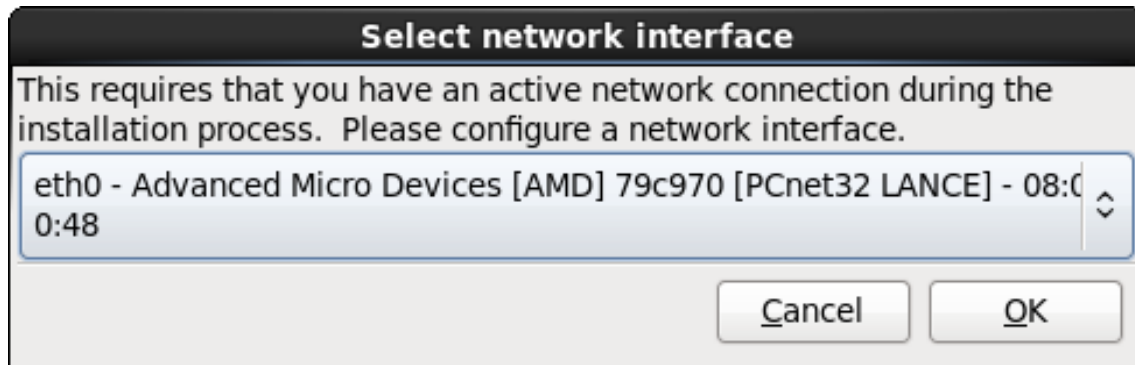 Select network interface
This requires that you have an active network connection during the
installation process.  Please configure a network interface.
eth0 - Advanced Micro Devices [AMD] 79c970 [PCnet32 LANCE] - 08:0
0:48
Cancel
OK